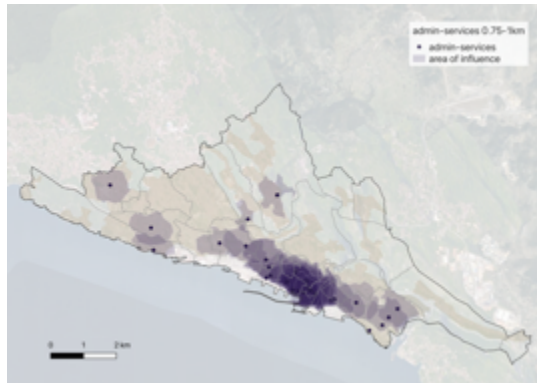 admin-services 0.75-1km
admin-services
area of influence
0 1 2 km